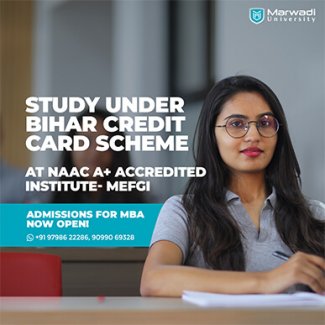 Marwadi
University
STUDY UNDER
BIHAR CREDIT
CARD SCHEME
AT NAAC A+ ACCREDITED
INSTITUTE- MEFGI
ADMISSIONS FOR MBA
NOW OPEN!
+91 97986 22286, 90990 69328